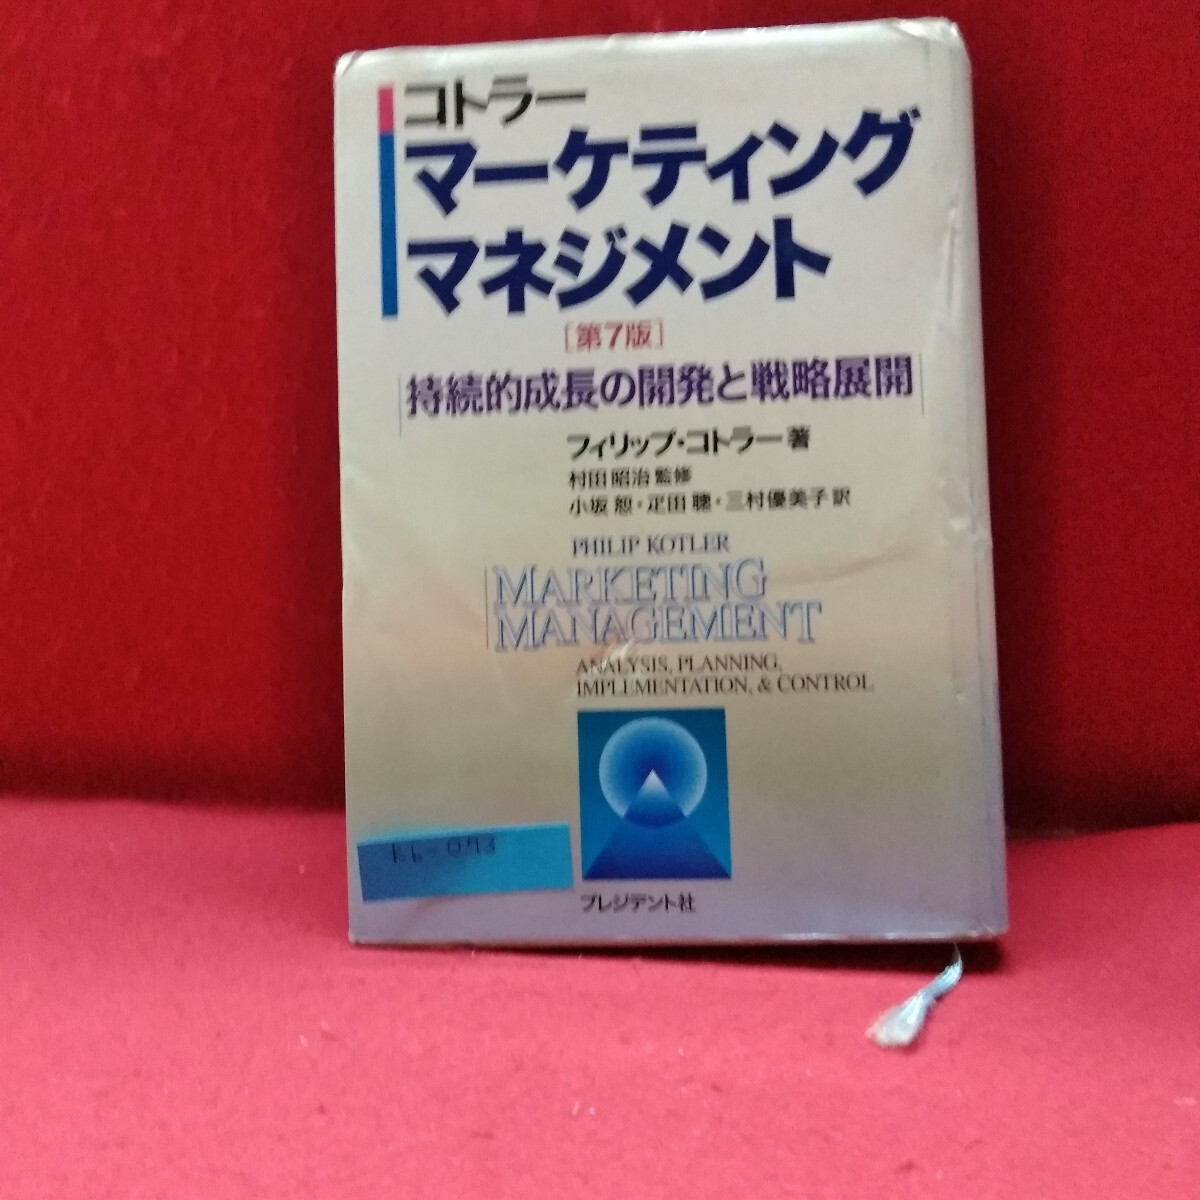 コトラー
マーケティング
マネジメント
[第7版]
持続的成長の開発と戦略展開
フィリップ・コトラー 著
村田 昭治 監修
小坂 恕・疋田 聰・三村優美子 訳
PHILIP KOTLER
MARKETING
MANAGEMENT
ANALYSIS, PLANNING,
IMPLEMENTATION, & CONTROL
プレジデント社